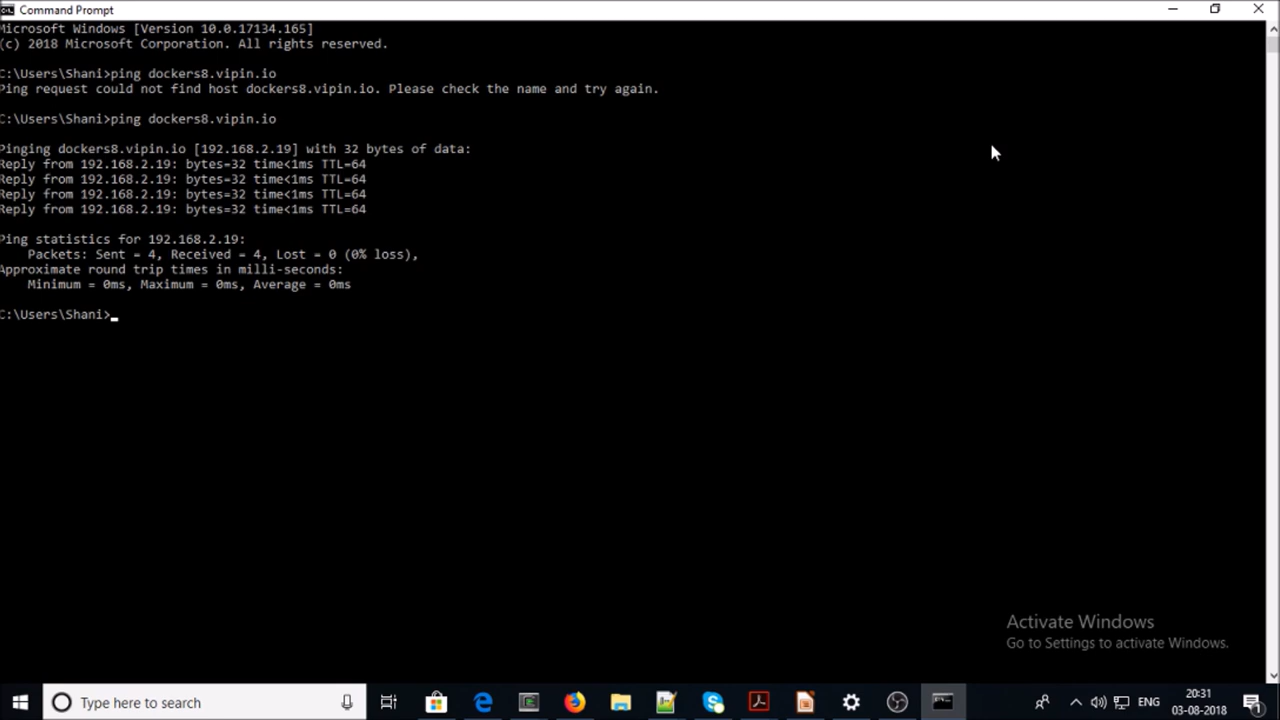 Command Prompt
Microsoft Windows [Version 10.0.17134.165]
(c) 2018 Microsoft Corporation. All rights reserved.
C:\Users\Shani>ping dockers8.vipin.io
Ping request could not find host dockers8.vipin.io. Please check the name and try again.
C:\Users\Shani>ping dockers8.vipin.io
Pinging dockers8.vipin.io [192.168.2.19] with 32 bytes of data:
Reply from 192.168.2.19: bytes=32 time<1ms TTL=64
Reply from 192.168.2.19: bytes=32 time<1ms TTL=64
Reply from 192.168.2.19: bytes=32 time<1ms TTL=64
Reply from 192.168.2.19: bytes=32 time<1ms TTL=64
Ping statistics for 192.168.2.19:
Packets: Sent = 4, Received = 4, Lost = 0 (0% loss),
Approximate round trip times in milli-seconds:
Minimum = 0ms, Maximum = 0ms, Average = 0ms
C:\Users\Shani>
Activate Windows
Go to Settings to activate Windows.
Type here to search
ENG
20:31
03-08-2018
1